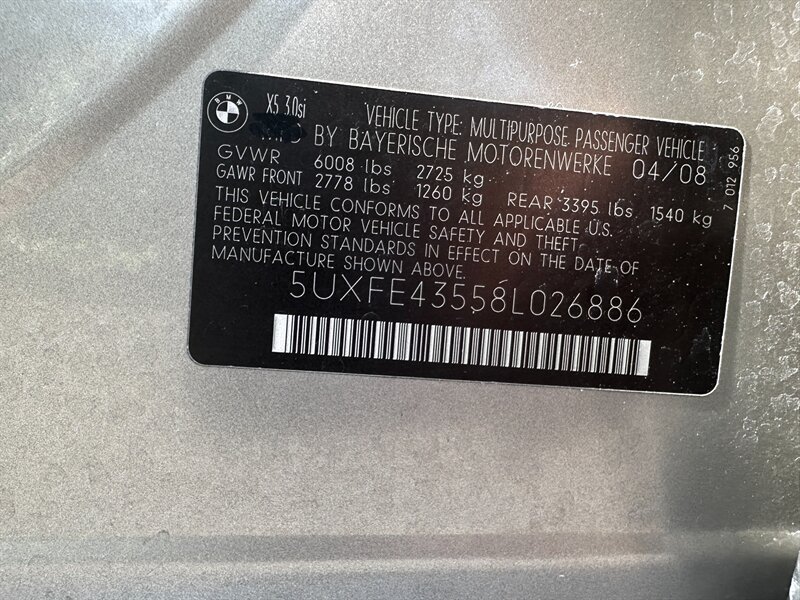 BMW
X5 3.0si
VEHICLE TYPE: MULTIPURPOSE PASSENGER VEHICLE
BY BAYERISCHE MOTORENWERKE 04/08
GVWR 6008 lbs 2725 kg
GAWR FRONT 2778 lbs 1260 kg REAR 3395 lbs 1540 kg
THIS VEHICLE CONFORMS TO ALL APPLICABLE U.S.
FEDERAL MOTOR VEHICLE SAFETY AND THEFT
PREVENTION STANDARDS IN EFFECT ON THE DATE OF
MANUFACTURE SHOWN ABOVE.
5UXFE43558L026886
7 012 956